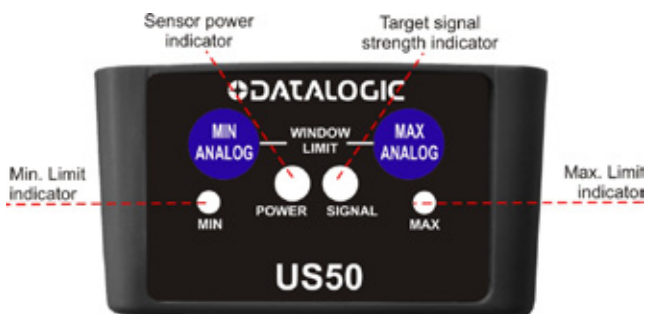 Sensor power
indicator
Target signal
strength indicator
DATALOGIC
MIN
ANALOG
WINDOW
LIMIT
MAX
ANALOG
Min. Limit
indicator
Max. Limit
indicator
POWER
SIGNAL
MIN
MAX
US50